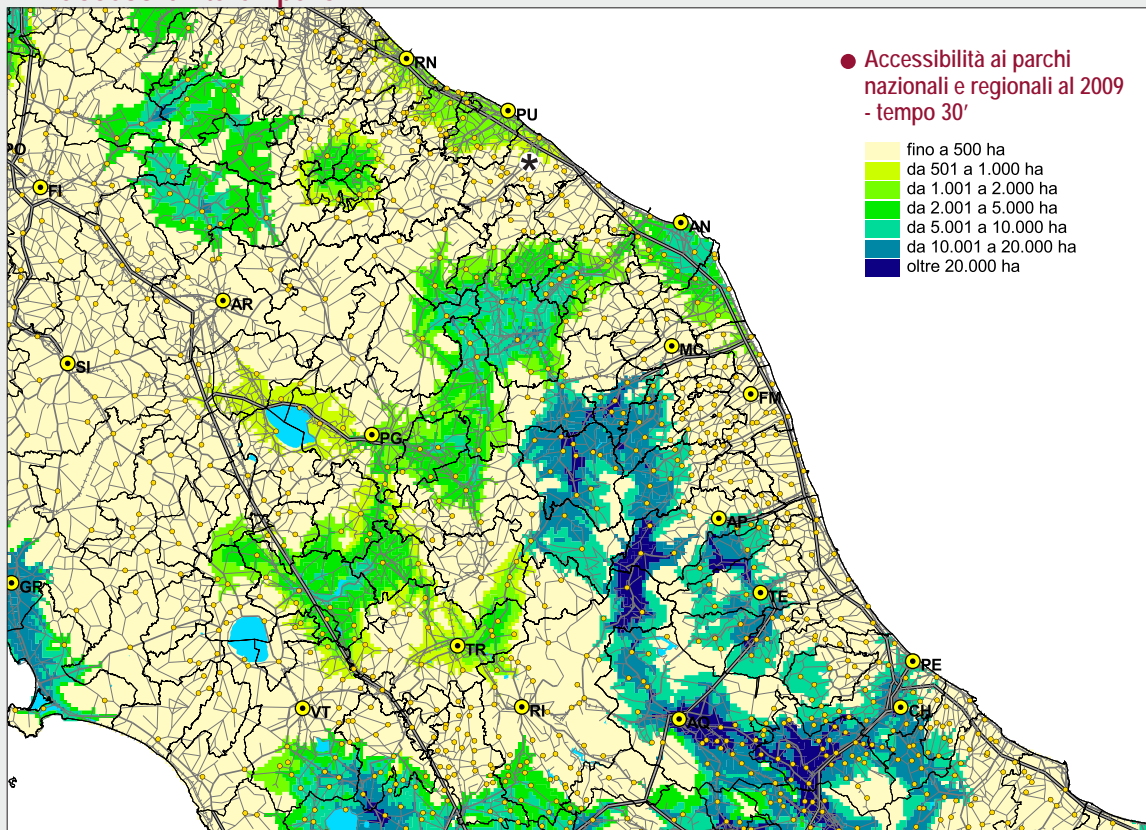 RN
● Accessibilità ai parchi
nazionali e regionali al 2009
- tempo 30'
PU
fino a 500 ha
da 501 a 1.000 ha
da 1.001 a 2.000 ha
da 2.001 a 5.000 ha
da 5.001 a 10.000 ha
da 10.001 a 20.000 ha
oltre 20.000 ha
PO
*
FI
AN
AR
MC
SI
FM
PG
AP
GR
TE
TR
PE
VT
RI
AQ
CH